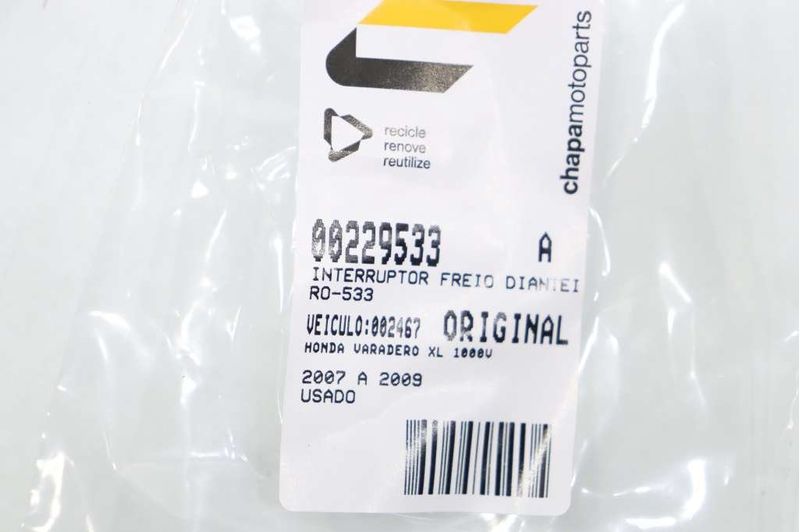 chapamotoparts
recicle
renove
reutilize
00229533 A
INTERRUPTOR FREIO DIANTEI
RO-533
VEICULO:002467 ORIGINAL
HONDA VARADERO XL 1000V
2007 A 2009
USADO